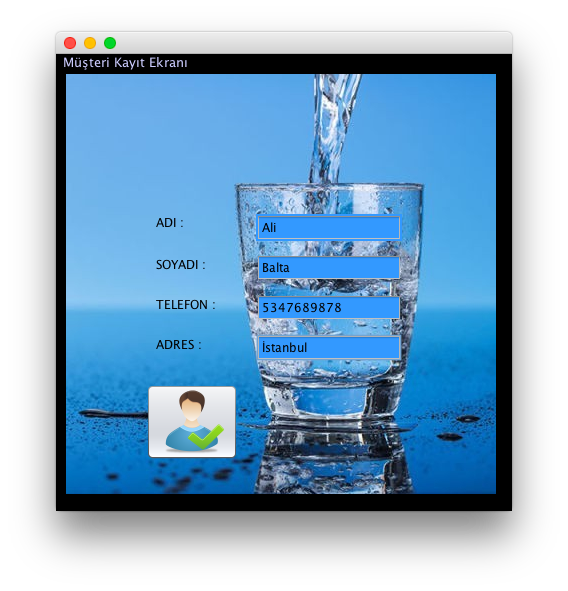 Müşteri Kayıt Ekranı
ADI : Ali
SOYADI : Balta
TELEFON : 5347689878
ADRES : İstanbul